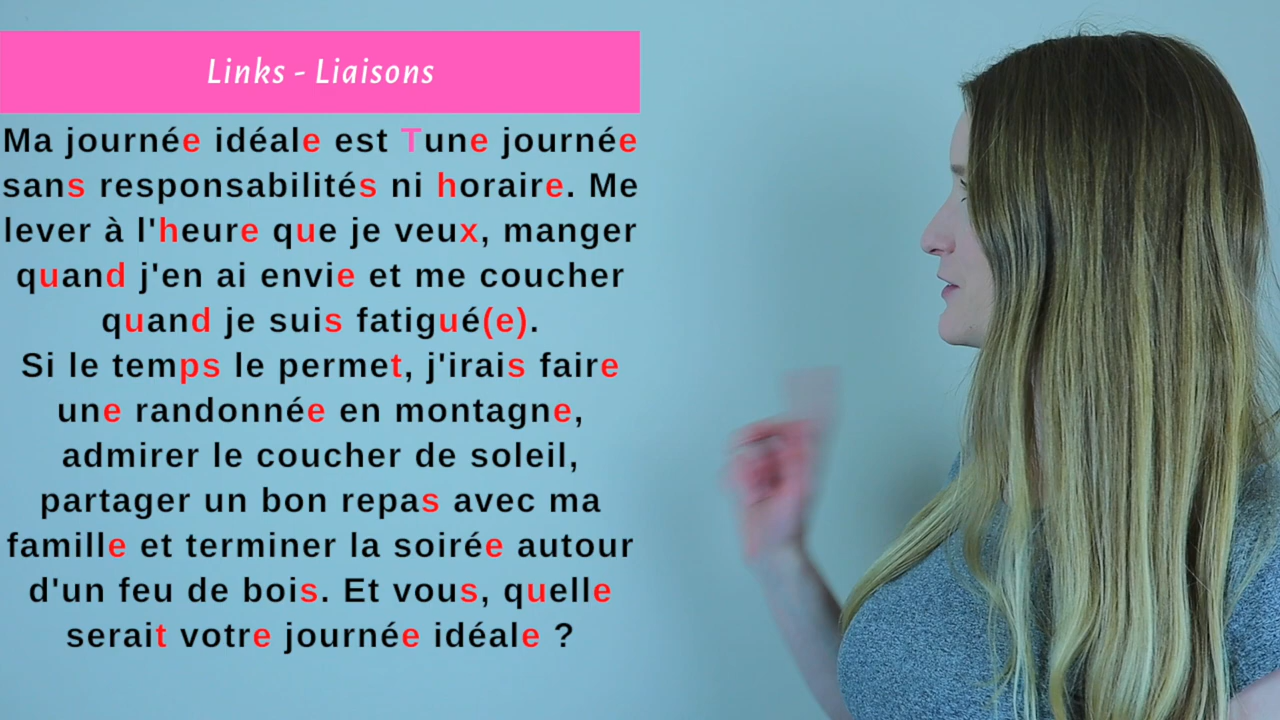 Links - Liaisons
Ma journée idéale est Tune journée
sans responsabilités ni horaire. Me
lever à l'heure que je veux, manger
quand j'en ai envie et me coucher
quand je suis fatigué(e).
Si le temps le permet, j'irais faire
une randonnée en montagne,
admirer le coucher de soleil,
partager un bon repas avec ma
famille et terminer la soirée autour
d'un feu de bois. Et vous, quelle
serait votre journée idéale ?